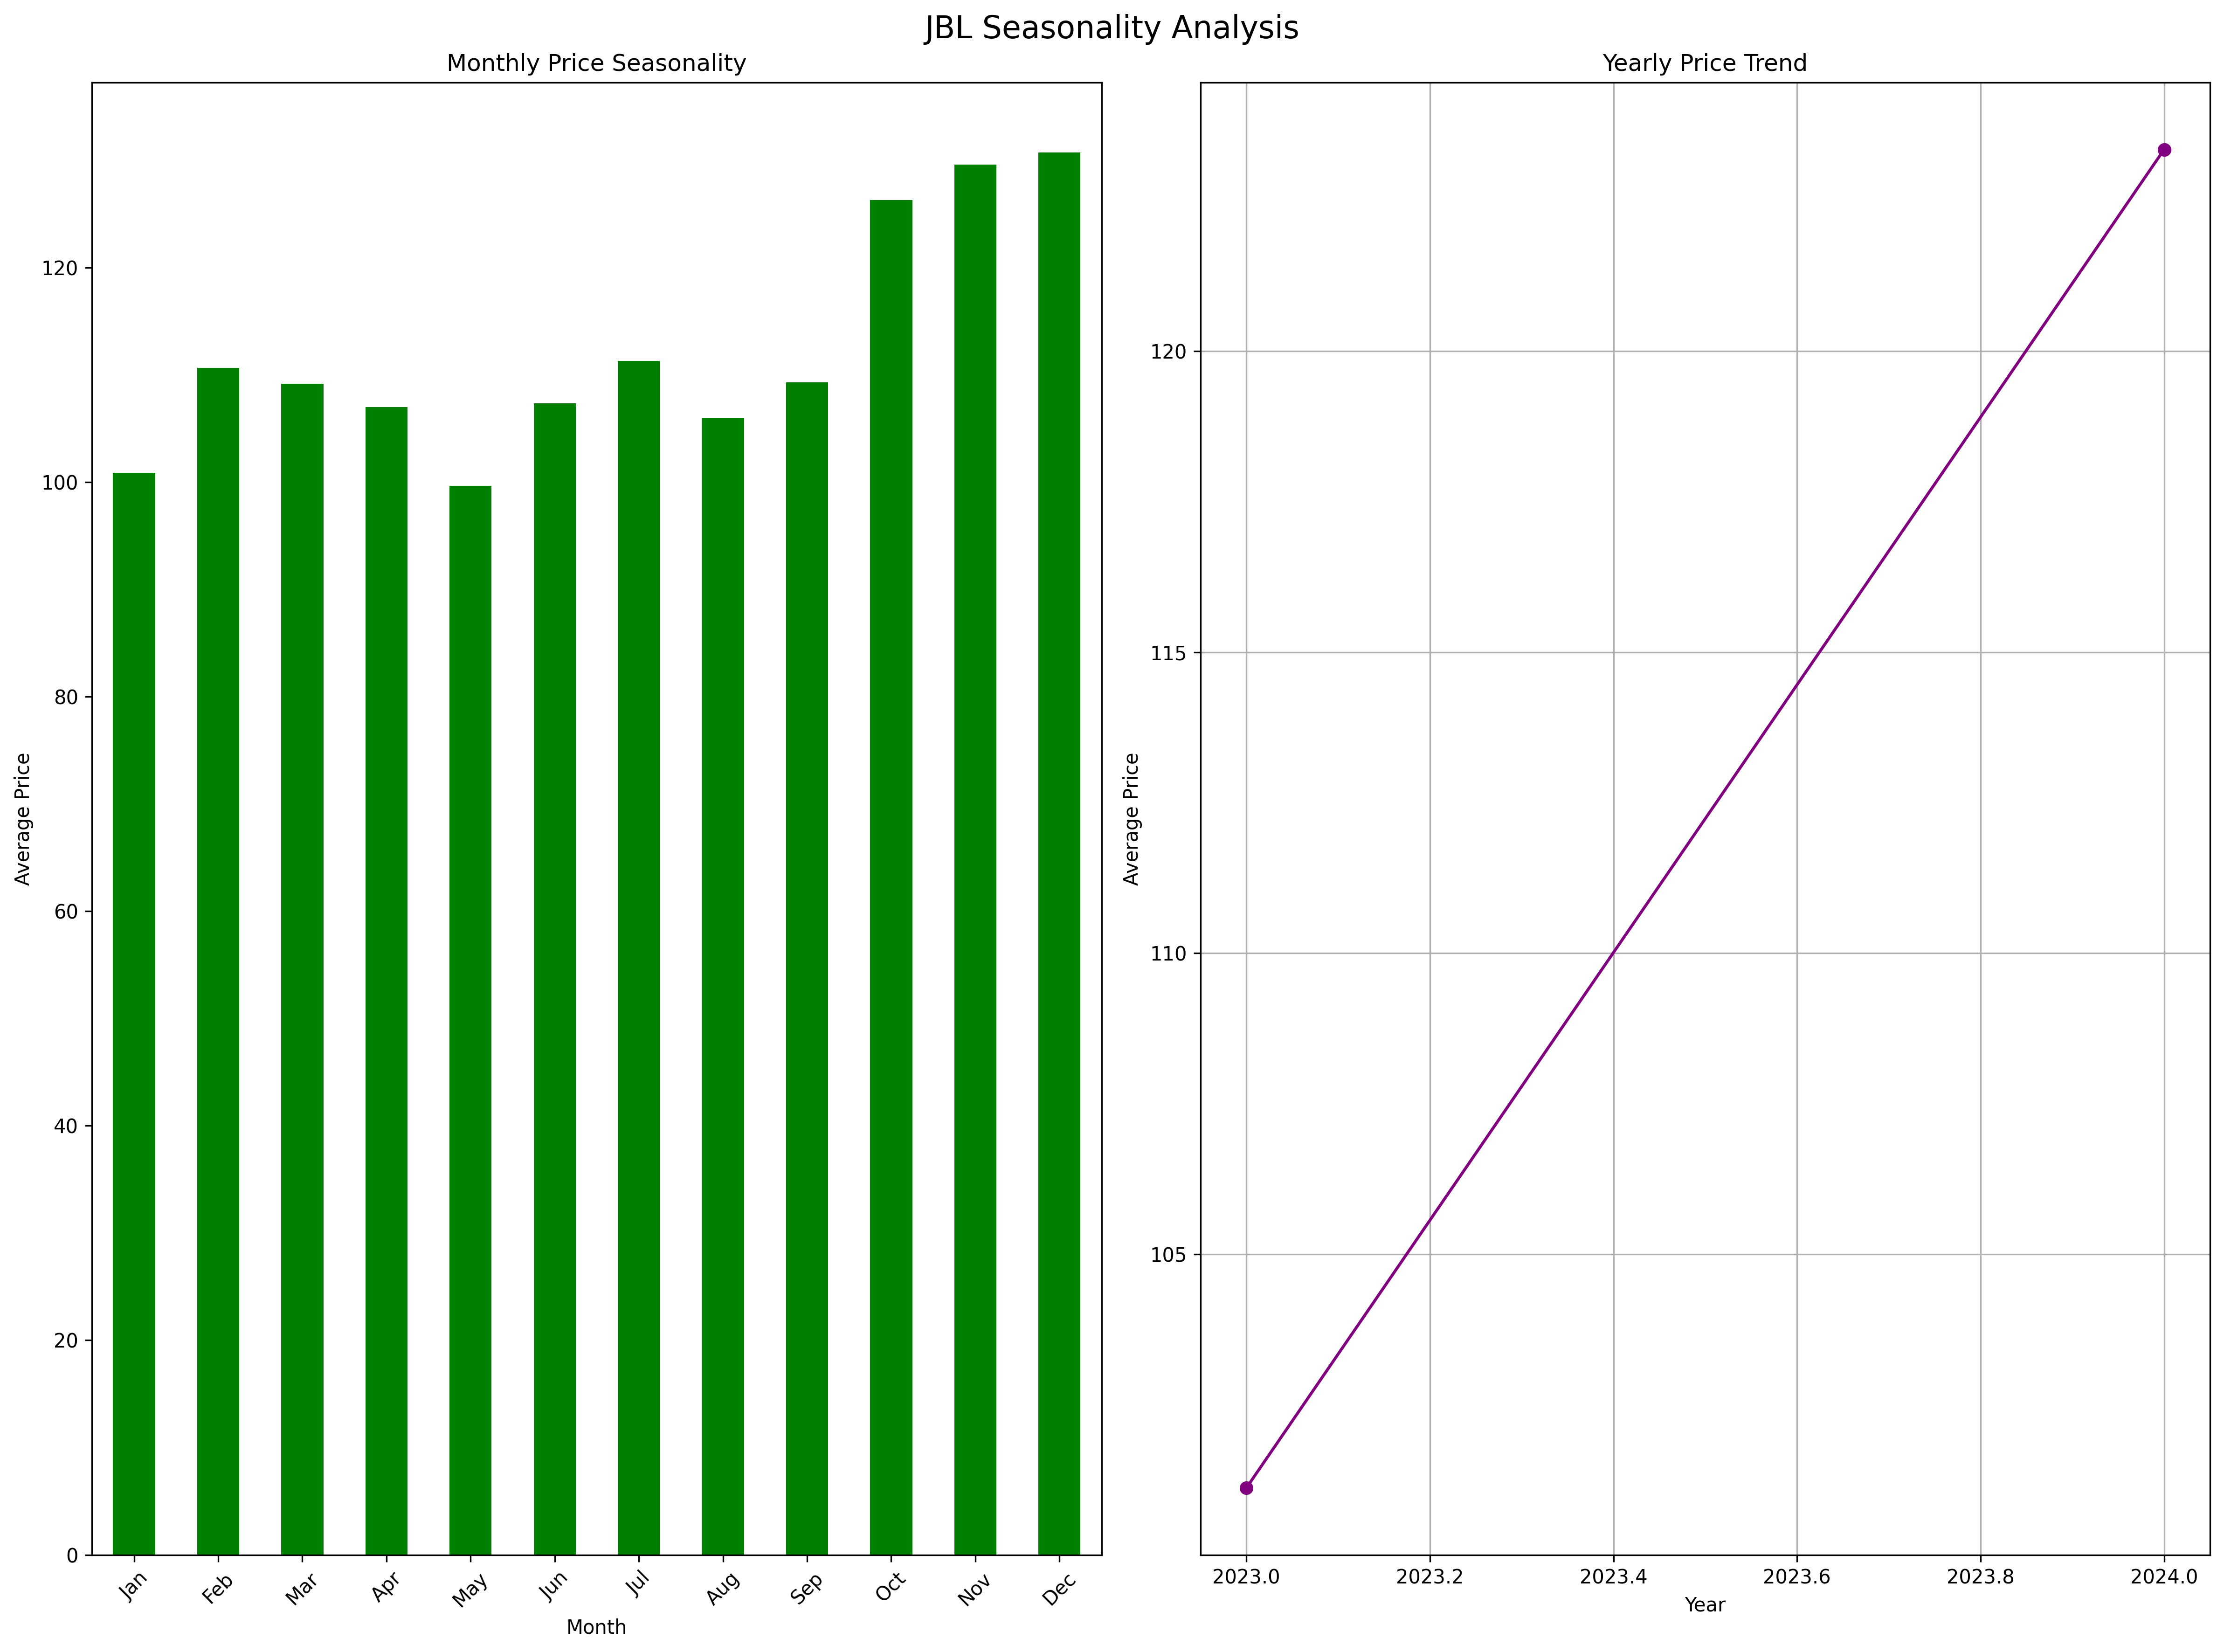 JBL Seasonality Analysis
Monthly Price Seasonality
Average Price
120
100
80
60
40
20
0
Jan Feb Mar Apr May Jun Jul Aug Sep Oct Nov Dec
Month
Yearly Price Trend
Average Price
120
115
110
105
2023.0 2023.2 2023.4 2023.6 2023.8 2024.0
Year